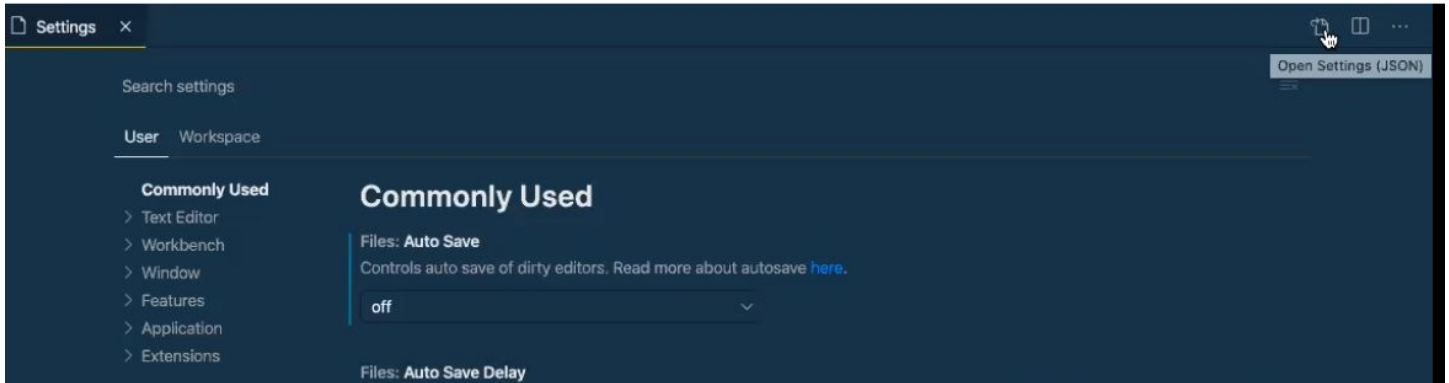 Settings
Open Settings (JSON)
Search settings
User Workspace
Commonly Used
Text Editor
Workbench
Window
Features
Application
Extensions
Commonly Used
Files: Auto Save
Controls auto save of dirty editors. Read more about autosave here.
off
Files: Auto Save Delay